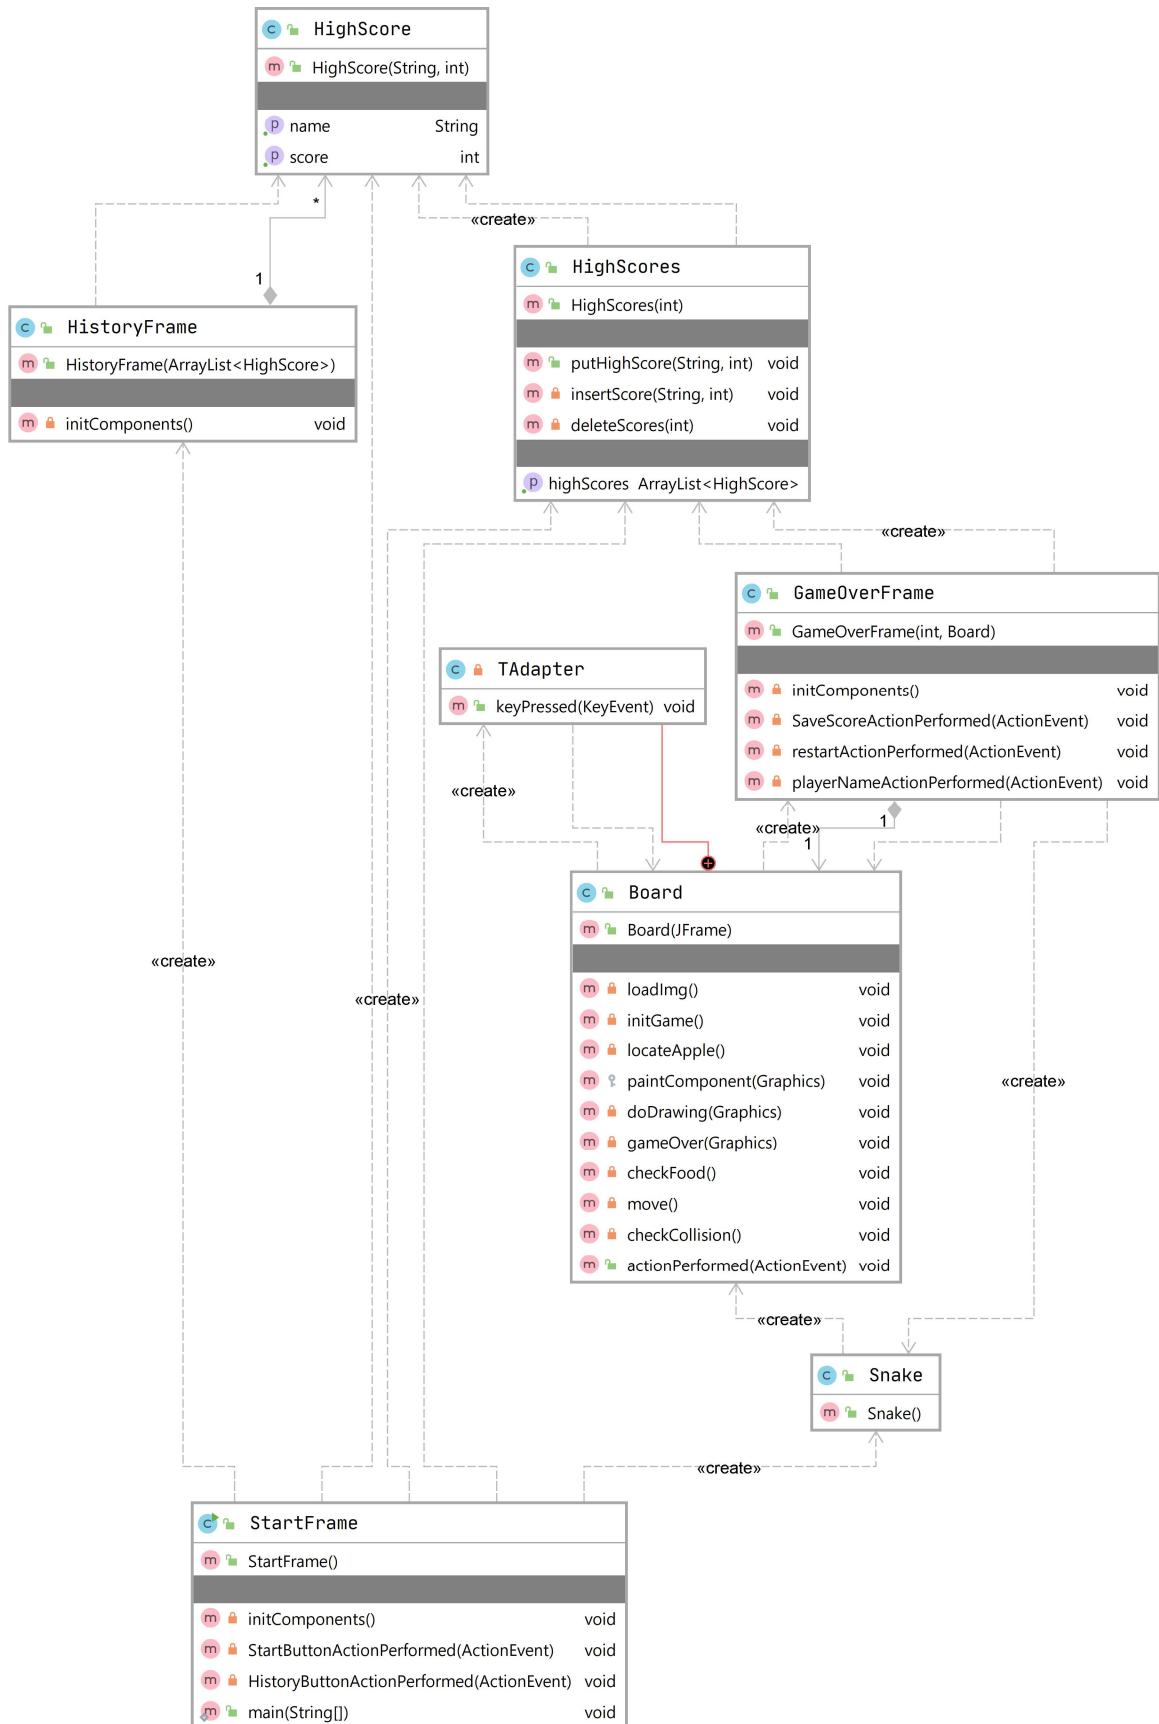 HighScore
HighScore(String, int)
name String
score int
*
«create»
1
HighScores
HighScores(int)
putHighScore(String, int) void
insertScore(String, int) void
deleteScores(int) void
highScores ArrayList<HighScore>
HistoryFrame
HistoryFrame(ArrayList<HighScore>)
initComponents() void
«create»
GameOverFrame
GameOverFrame(int, Board)
initComponents() void
SaveScoreActionPerformed(ActionEvent) void
restartActionPerformed(ActionEvent) void
playerNameActionPerformed(ActionEvent) void
TAdapter
keyPressed(KeyEvent) void
«create»
«create»
1
1
Board
Board(JFrame)
loadImg() void
initGame() void
locateApple() void
paintComponent(Graphics) void
doDrawing(Graphics) void
gameOver(Graphics) void
checkFood() void
move() void
checkCollision() void
actionPerformed(ActionEvent) void
«create»
«create»
«create»
«create»
Snake
Snake()
«create»
StartFrame
StartFrame()
initComponents() void
StartButtonActionPerformed(ActionEvent) void
HistoryButtonActionPerformed(ActionEvent) void
main(String[]) void